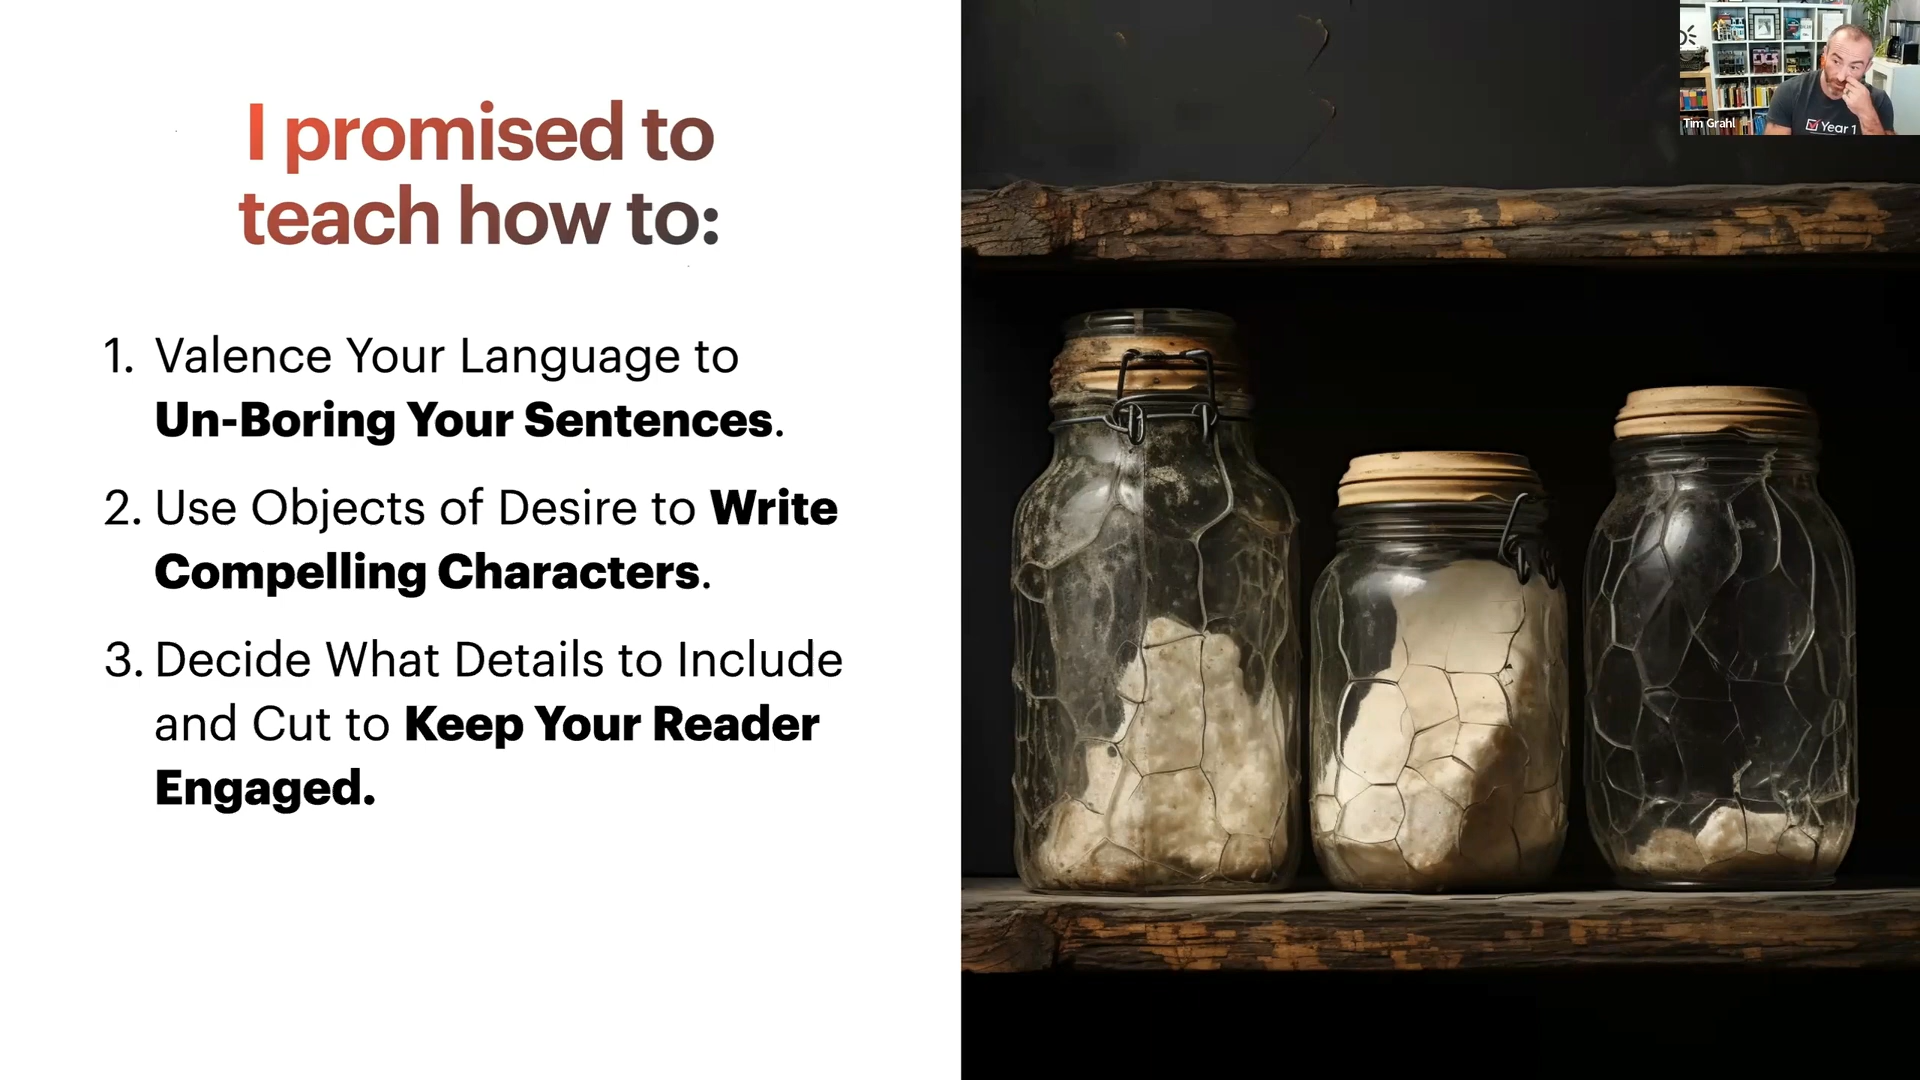 I promised to
teach how to:
1. Valence Your Language to
Un-Boring Your Sentences.
2. Use Objects of Desire to Write
Compelling Characters.
3. Decide What Details to Include
and Cut to Keep Your Reader
Engaged.
Year 1
Tim Grahl